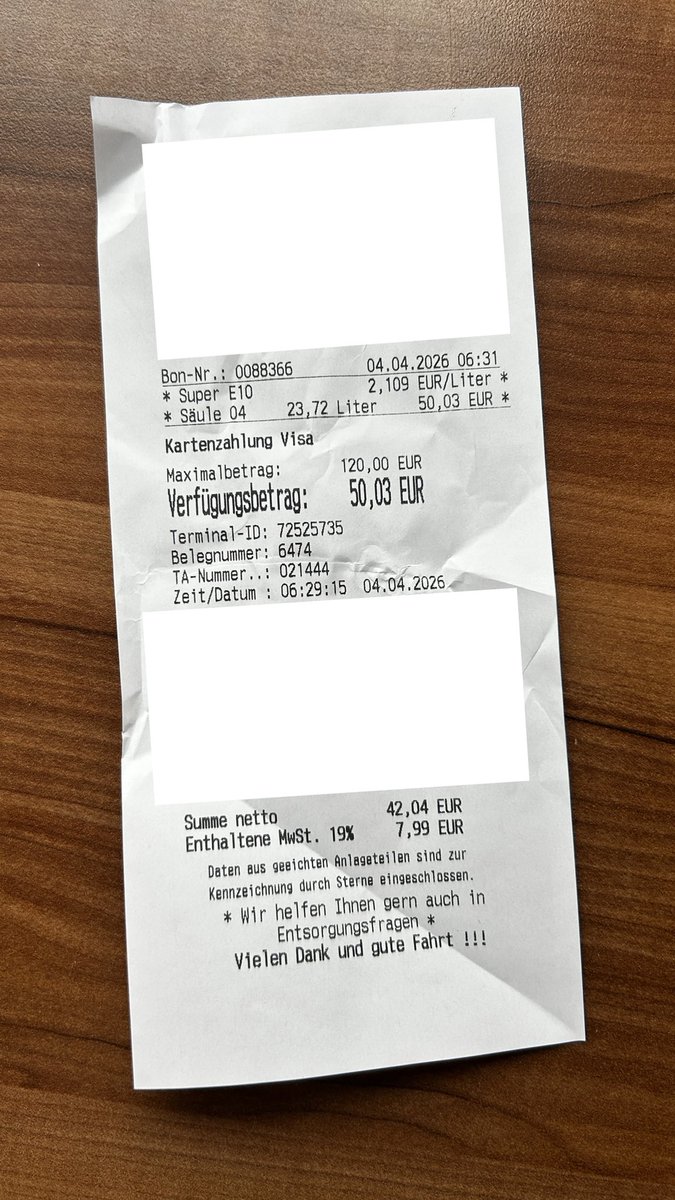 Bon-Nr.: 0088366 04.04.2026 06:31
* Super E10 2,109 EUR/Liter *
* Säule 04 23,72 Liter 50,03 EUR *
Kartenzahlung Visa
Maximalbetrag: 120,00 EUR
Verfügungsbetrag: 50,03 EUR
Terminal-ID: 72525735
Belegnummer: 6474
TA-Nummer..: 021444
Zeit/Datum : 06:29:15 04.04.2026
Summe netto 42,04 EUR
Enthaltene MwSt. 19% 7,99 EUR
Daten aus geeichten Anlageteilen sind zur
Kennzeichnung durch Sterne eingeschlossen.
* Wir helfen Ihnen gern auch in
Entsorgungsfragen *
Vielen Dank und gute Fahrt !!!